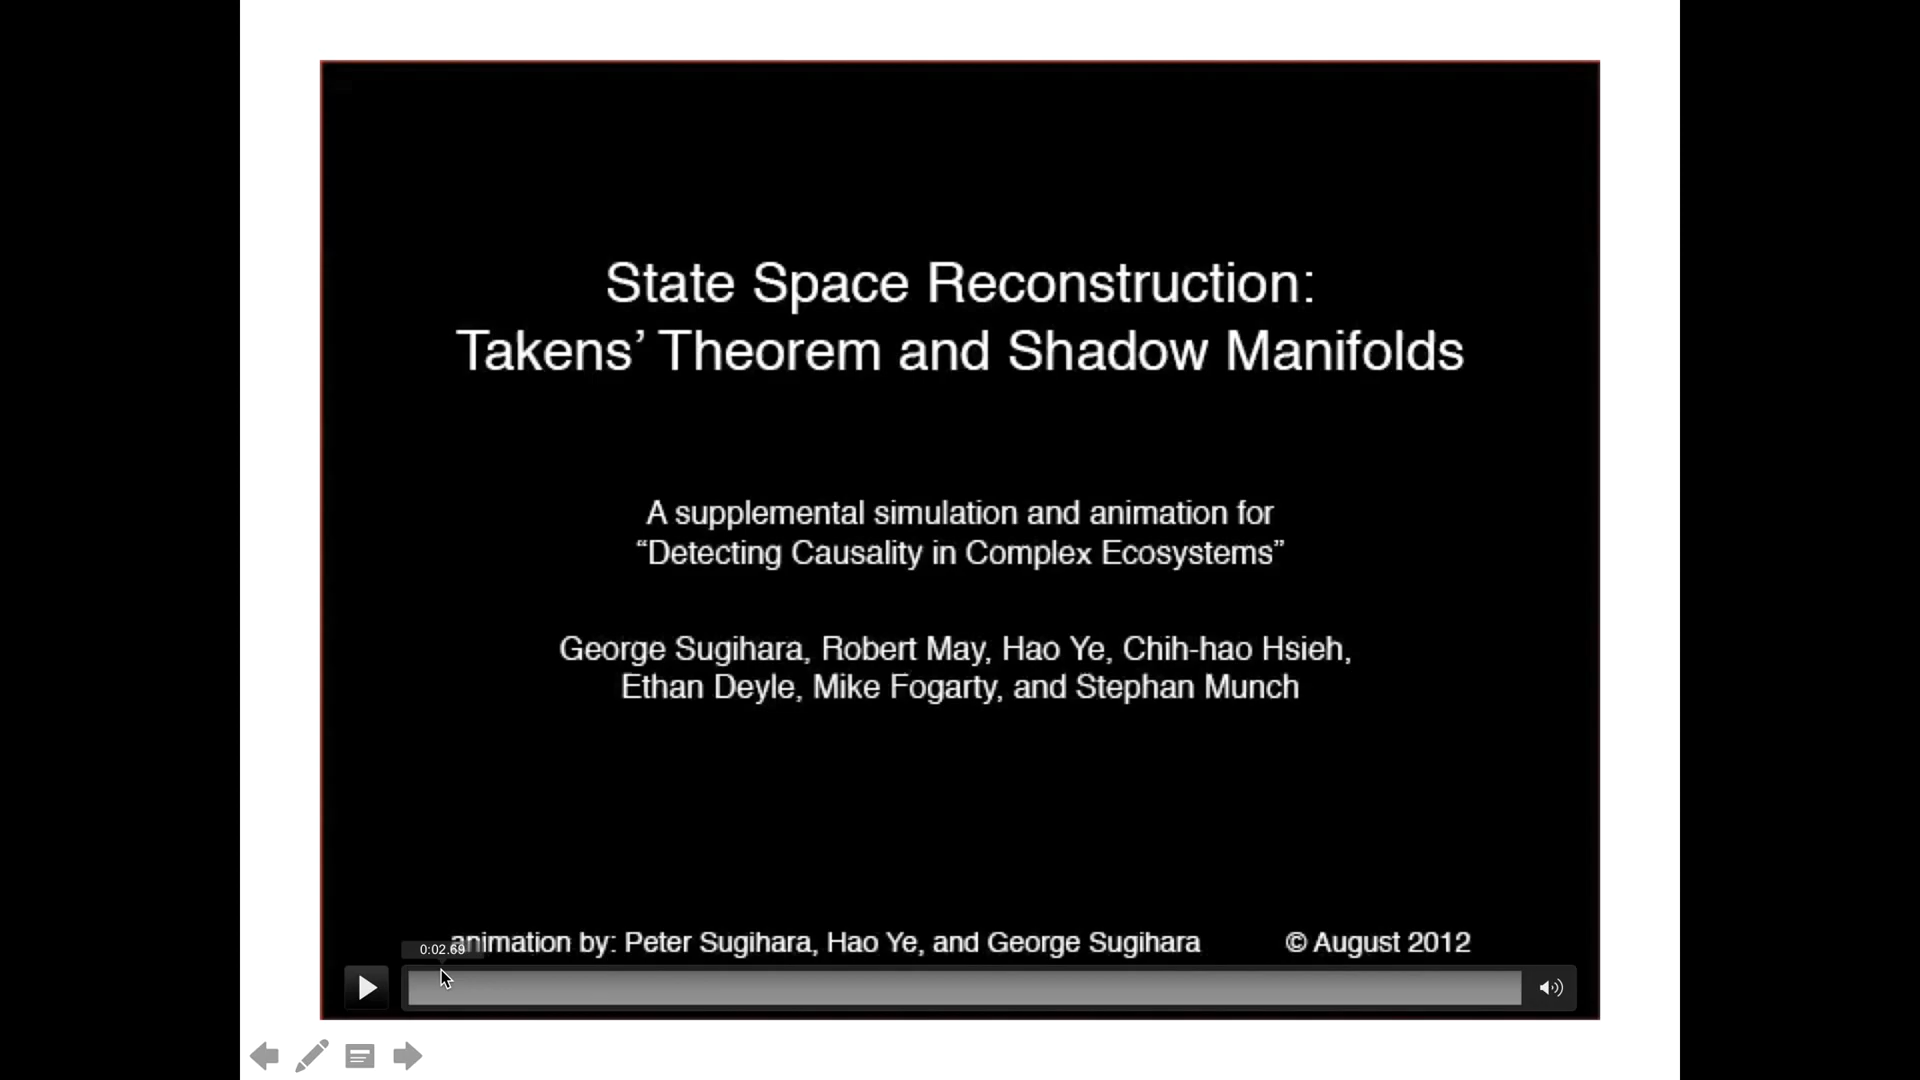 State Space Reconstruction:
Takens’ Theorem and Shadow Manifolds
A supplemental simulation and animation for
“Detecting Causality in Complex Ecosystems”
George Sugihara, Robert May, Hao Ye, Chih-hao Hsieh,
Ethan Deyle, Mike Fogarty, and Stephan Munch
animation by: Peter Sugihara, Hao Ye, and George Sugihara © August 2012
0:02.69